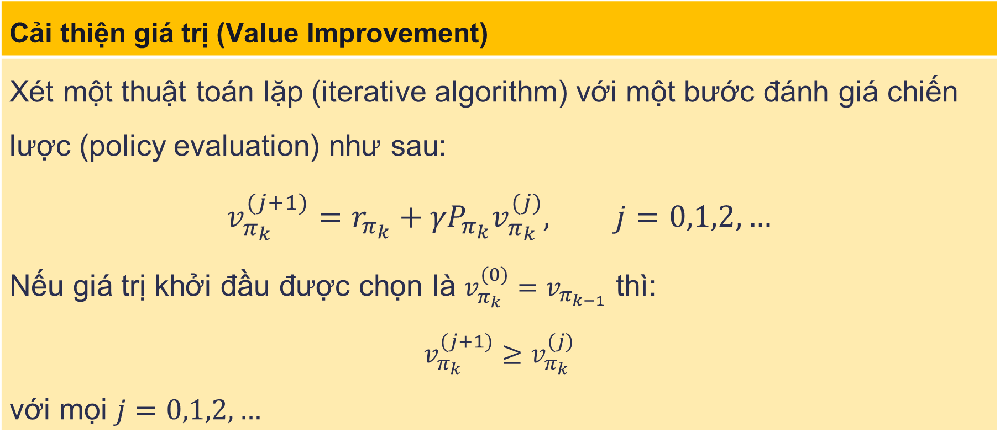 Cải thiện giá trị (Value Improvement)
Xét một thuật toán lặp (iterative algorithm) với một bước đánh giá chiến
lược (policy evaluation) như sau:
$v_{\pi_k}^{(j+1)} = r_{\pi_k} + \gamma P_{\pi_k} v_{\pi_k}^{(j)}, \quad j = 0,1,2, \ldots$
Nếu giá trị khởi đầu được chọn là $v_{\pi_k}^{(0)} = v_{\pi_{k-1}}$ thì:
$v_{\pi_k}^{(j+1)} \geq v_{\pi_k}^{(j)}$
với mọi $j = 0,1,2, \ldots$